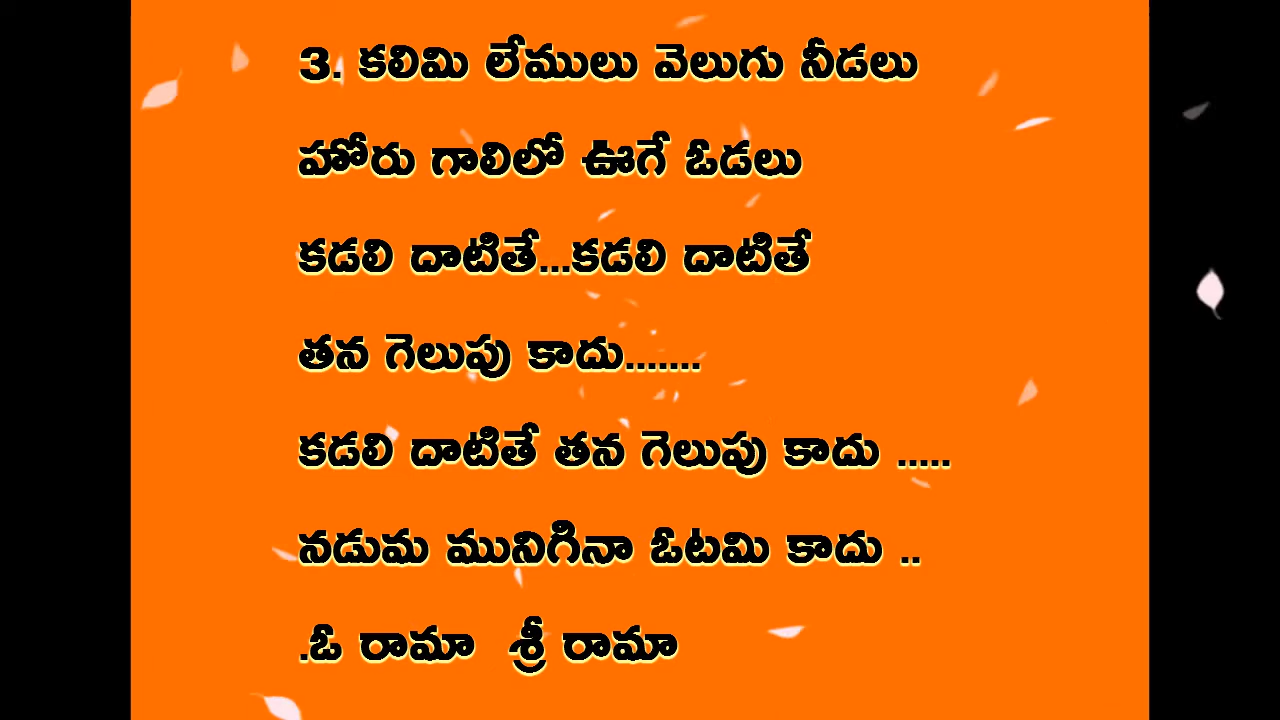 3. కలిమి లేములు వెలుగు నీడలు
హోరు గాలిలో ఊగే ఓడలు
కడలి దాటితే...కడలి దాటితే
తన గెలుపు కాదు.......
కడలి దాటితే తన గెలుపు కాదు .....
నడుమ మునిగినా ఓటమి కాదు ..
.ఓ రామా శ్రీ రామా